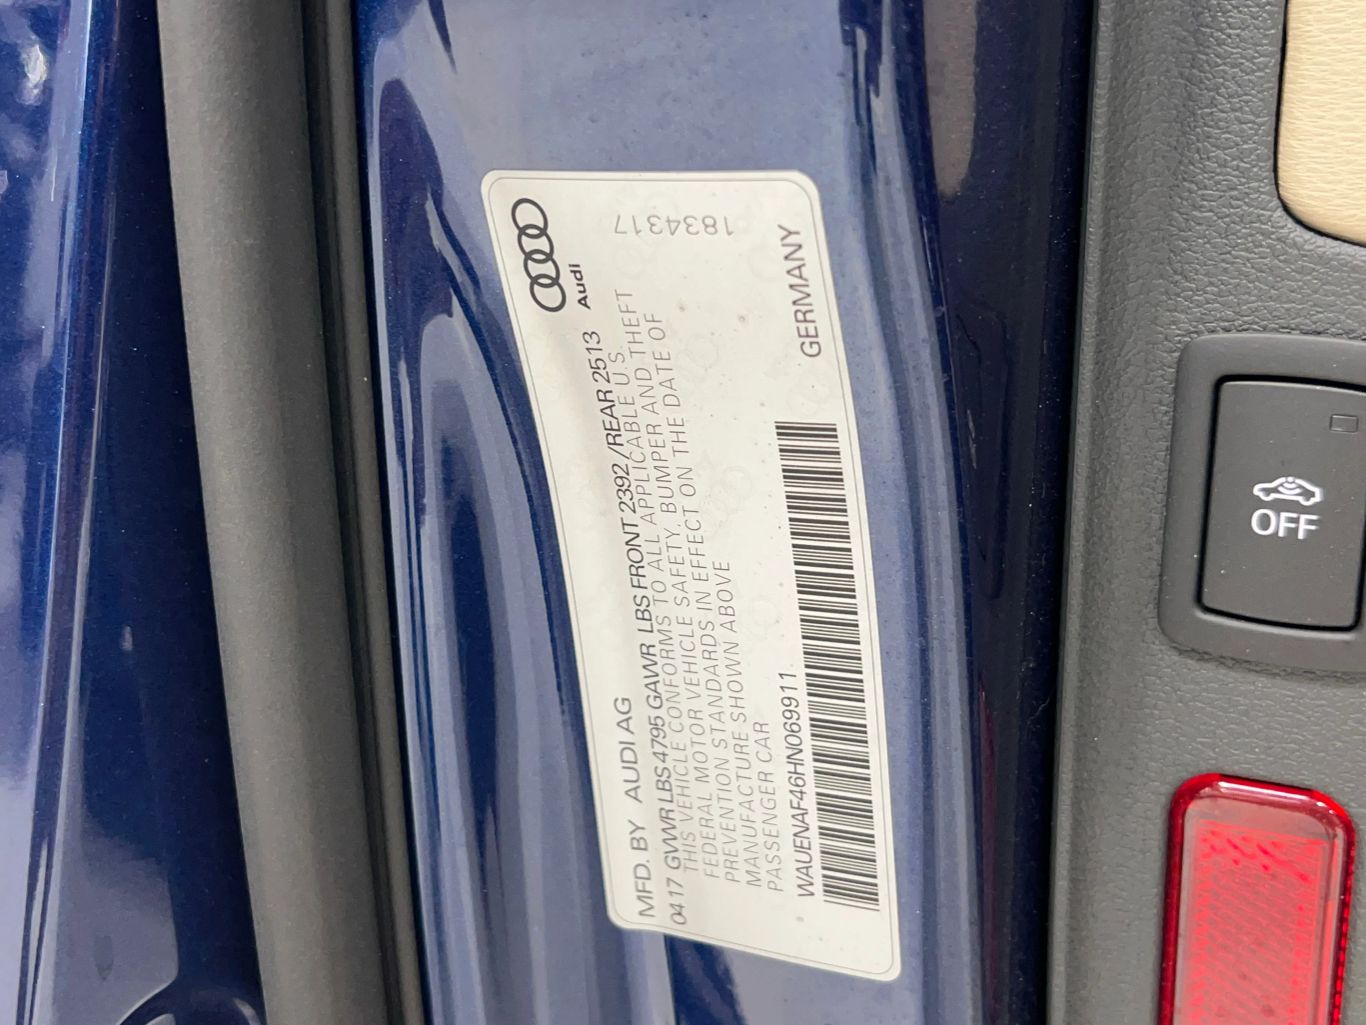 Audi
1834317
MFD. BY AUDI AG
04 17 GVWR LBS 4795 GAWR LBS FRONT 2392 / REAR 2513
THIS VEHICLE CONFORMS TO ALL APPLICABLE U.S.
FEDERAL MOTOR VEHICLE SAFETY, BUMPER AND THEFT
PREVENTION STANDARDS IN EFFECT ON THE DATE OF
MANUFACTURE SHOWN ABOVE
PASSENGER CAR
WAUENAF46HN069911
GERMANY
OFF